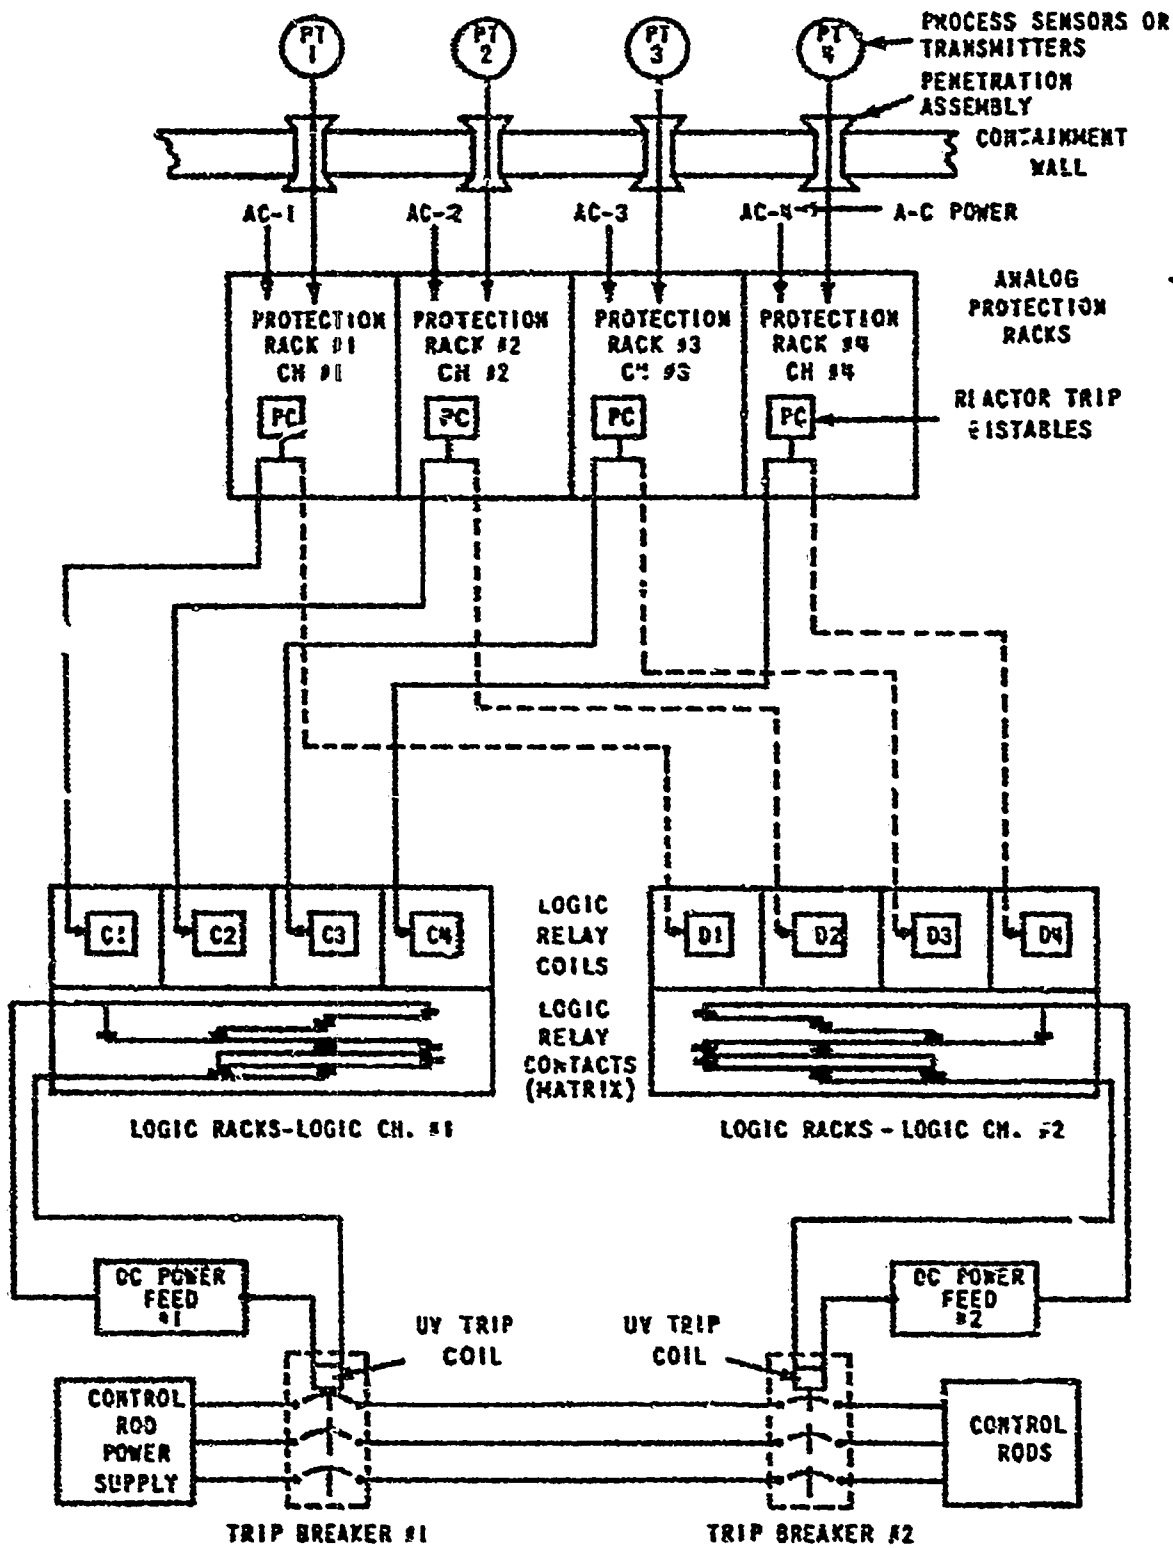 PT
1
PT
2
PT
3
PT
4
PROCESS SENSORS OR
TRANSMITTERS
PENETRATION
ASSEMBLY
CONTAINMENT
WALL
AC-1
AC-2
AC-3
AC-4
A-C POWER
PROTECTION
RACK #1
CH #1
PROTECTION
RACK #2
CH #2
PROTECTION
RACK #3
CH #3
PROTECTION
RACK #4
CH #4
ANALOG
PROTECTION
RACKS
PC
PC
PC
PC
REACTOR TRIP
BISTABLES
C1
C2
C3
C4
LOGIC
RELAY
COILS
D1
D2
D3
D4
LOGIC
RELAY
CONTACTS
(MATRIX)
LOGIC RACKS-LOGIC CH. #1
LOGIC RACKS - LOGIC CH. #2
DC POWER
FEED
#1
DC POWER
FEED
#2
UV TRIP
COIL
UV TRIP
COIL
CONTROL
ROD
POWER
SUPPLY
CONTROL
RODS
TRIP BREAKER #1
TRIP BREAKER #2